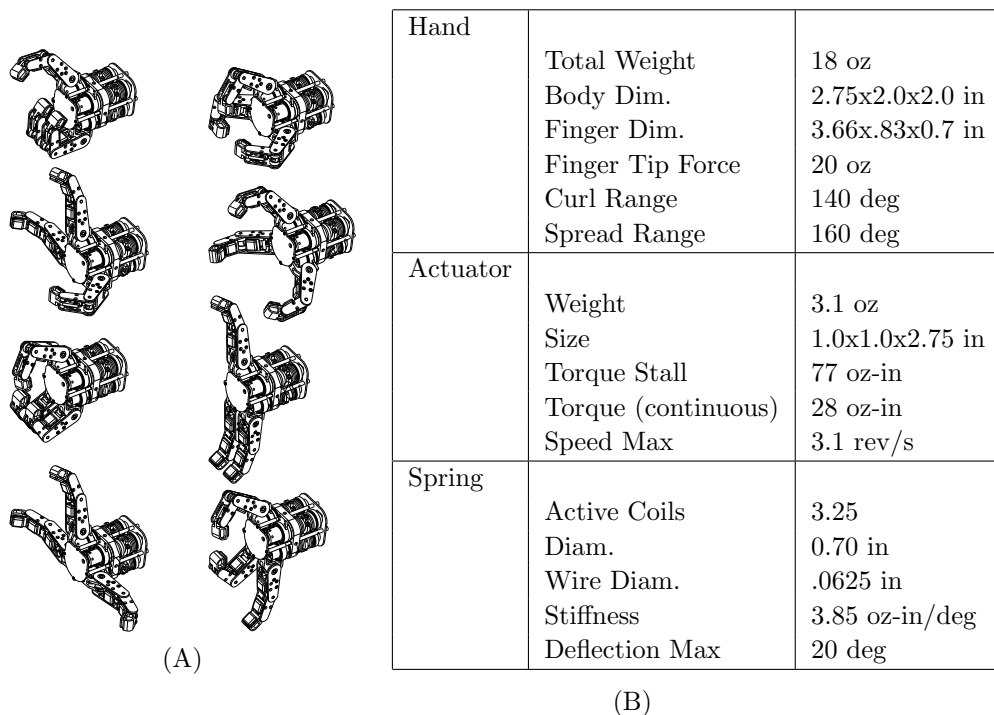 Hand
Total Weight 18 oz
Body Dim. 2.75x2.0x2.0 in
Finger Dim. 3.66x.83x0.7 in
Finger Tip Force 20 oz
Curl Range 140 deg
Spread Range 160 deg
Actuator
Weight 3.1 oz
Size 1.0x1.0x2.75 in
Torque Stall 77 oz-in
Torque (continuous) 28 oz-in
Speed Max 3.1 rev/s
Spring
Active Coils 3.25
Diam. 0.70 in
Wire Diam. .0625 in
Stiffness 3.85 oz-in/deg
Deflection Max 20 deg
(A)
(B)